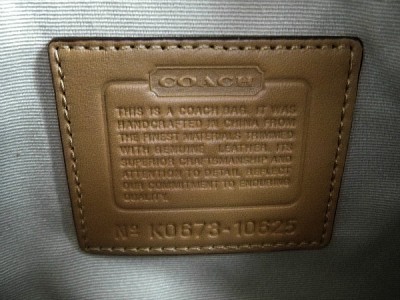 COACH
THIS IS A COACH BAG. IT WAS
HANDCRAFTED IN CHINA FROM
THE FINEST MATERIALS TRIMMED
WITH GENUINE LEATHER. ITS
SUPERIOR CRAFTSMANSHIP AND
ATTENTION TO DETAIL REFLECT
OUR COMMITMENT TO ENDURING
QUALITY.
Nº K0673-10625